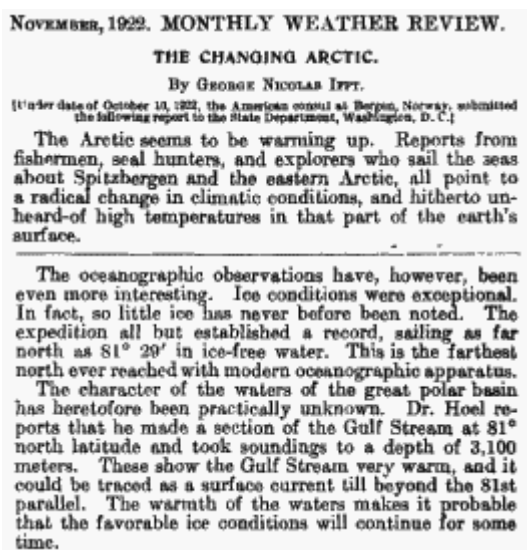 NOVEMBER, 1922. MONTHLY WEATHER REVIEW.
THE CHANGING ARCTIC.
By GEORGE NICOLAS IFFT.
[Under date of October 10, 1922, the American consul at Bergen, Norway, submitted
the following report to the State Department, Washington, D. C.]
The Arctic seems to be warming up. Reports from
fishermen, seal hunters, and explorers who sail the seas
about Spitzbergen and the eastern Arctic, all point to
a radical change in climatic conditions, and hitherto un-
heard-of high temperatures in that part of the earth's
surface.
The oceanographic observations have, however, been
even more interesting. Ice conditions were exceptional.
In fact, so little ice has never before been noted. The
expedition all but established a record, sailing as far
north as 81° 29′ in ice-free water. This is the farthest
north ever reached with modern oceanographic apparatus.
The character of the waters of the great polar basin
has heretofore been practically unknown. Dr. Hoel re-
ports that he made a section of the Gulf Stream at 81°
north latitude and took soundings to a depth of 3,100
meters. These show the Gulf Stream very warm, and it
could be traced as a surface current till beyond the 81st
parallel. The warmth of the waters makes it probable
that the favorable ice conditions will continue for some
time.